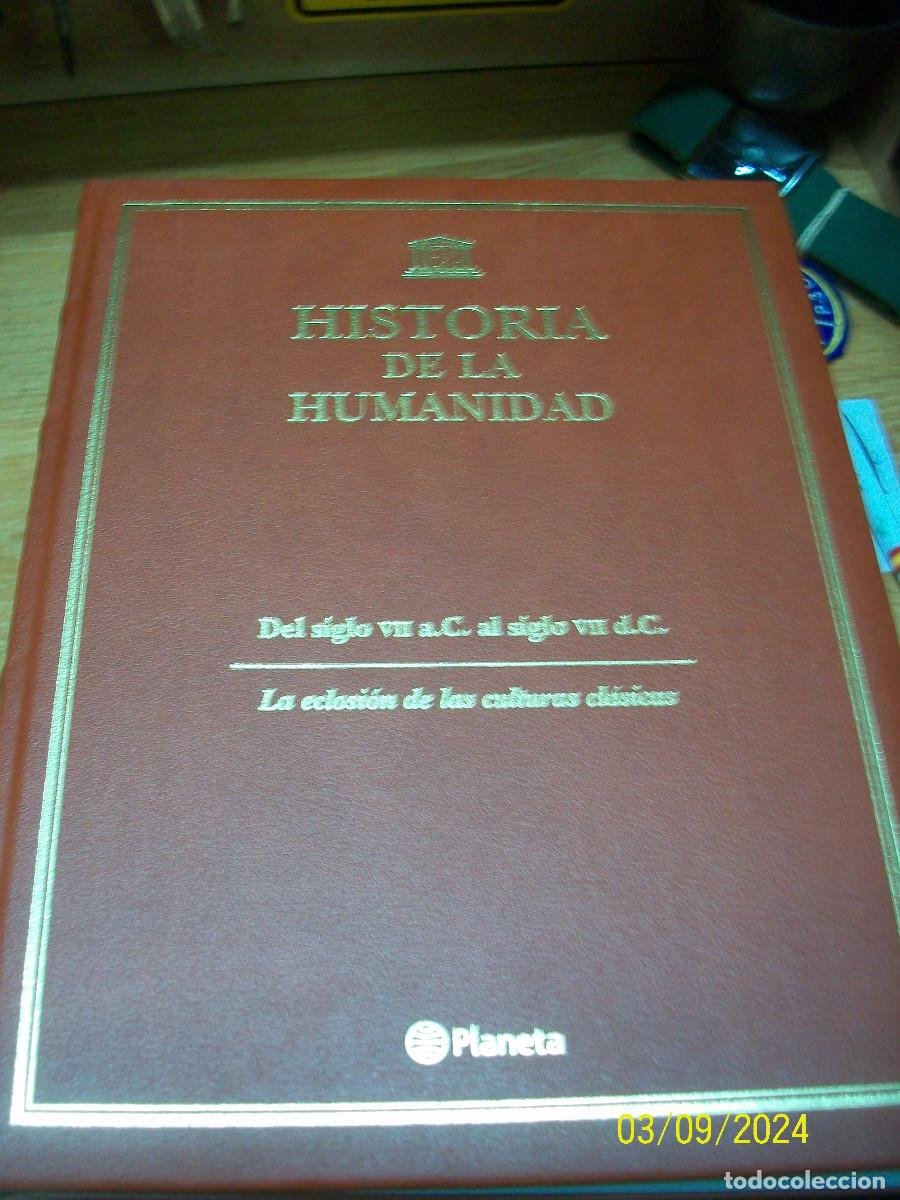 HISTORIA
DE LA
HUMANIDAD
Del siglo VII a.C. al siglo VII d.C.
La eclosión de las culturas clásicas
Planeta
03/09/2024
todocoleccion